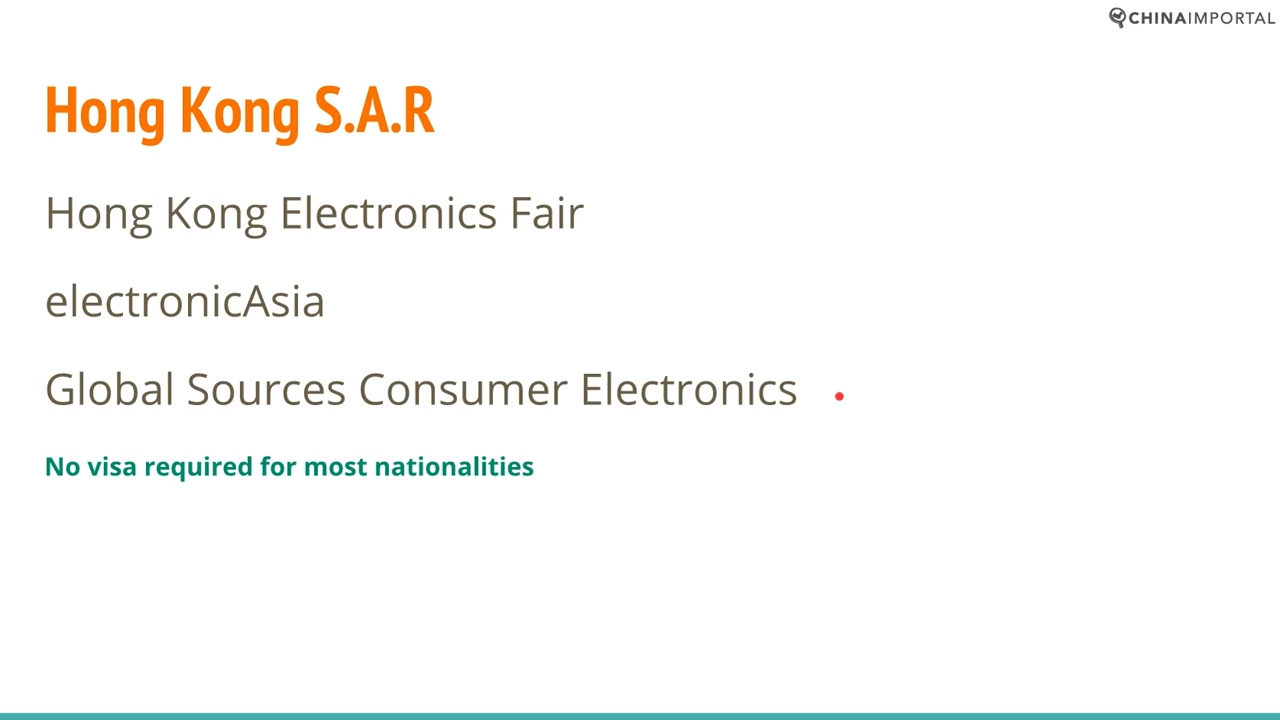 CHINAIMPORTAL
Hong Kong S.A.R
Hong Kong Electronics Fair
electronicAsia
Global Sources Consumer Electronics
No visa required for most nationalities